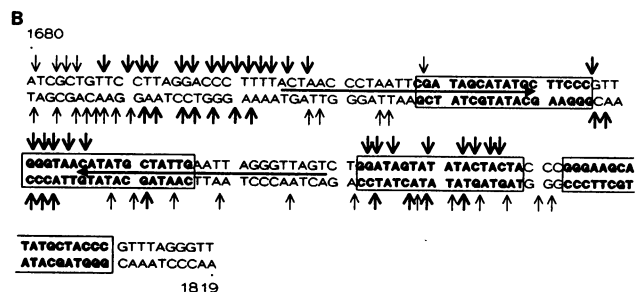 B
1680
ATCGCTGTTC CTTAGGACCC TTTTACTAAC CCTAATTCGA TAGCATATGC TTCCCGTT
TAGCGACAAG GAATCCTGGG AAAATGATTG GGATTAAGCT ATCGTATACG AAGGGCAA
GGGTAACATATG CTATTGAATT AGGGTTAGTC TGGATAGTAT ATACTACTAC CCGGGAAGCA
CCCATTGTATAC GATAACTTAA TCCCAATCAG ACCTATCATA TATGATGATG GGCCCTTCGT
TATGCTACCC GTTTAGGGTT
ATACGATGGG CAAATCCCAA
1819